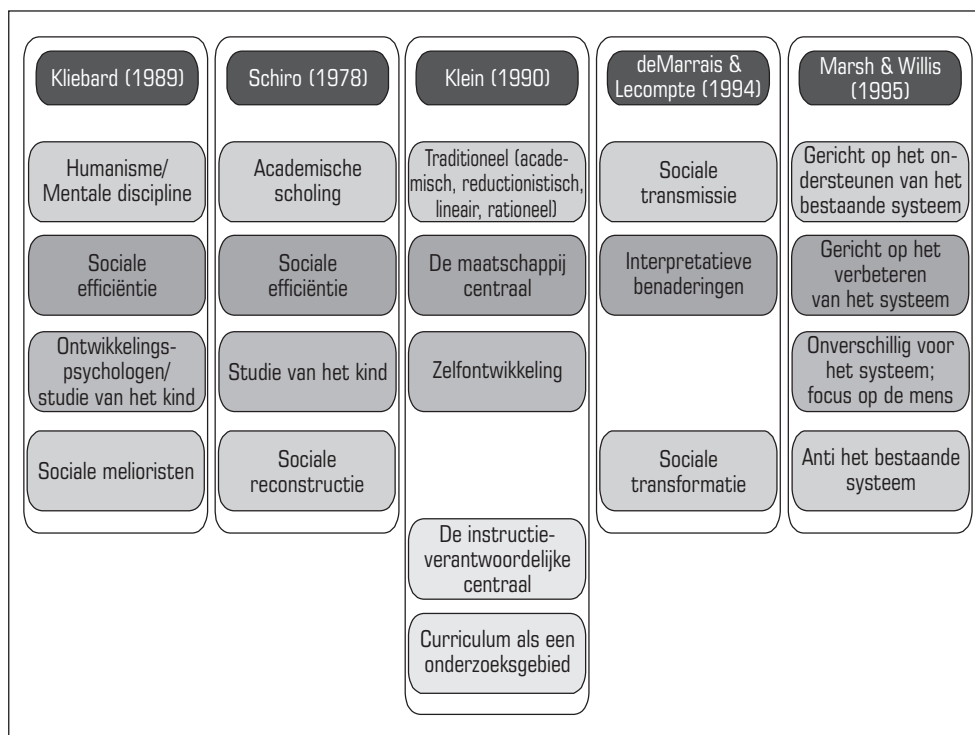 Kliebard (1989)
Humanisme/
Mentale discipline
Sociale
efficiëntie
Ontwikkelings-
psychologen/
studie van het kind
Sociale melioristen
Schiro (1978)
Academische
scholing
Sociale
efficiëntie
Studie van het kind
Sociale
reconstructie
Klein (1990)
Traditioneel (acade-
misch, reductionistisch,
lineair, rationeel)
De maatschappij
centraal
Zelfontwikkeling
De instructie-
verantwoordelijke
centraal
Curriculum als een
onderzoeksgebied
deMarrais &
Lecompte (1994)
Sociale
transmissie
Interpretatieve
benaderingen
Sociale
transformatie
Marsh & Willis
(1995)
Gericht op het on-
dersteunen van het
bestaande systeem
Gericht op het
verbeteren
van het systeem
Onverschillig voor
het systeem;
focus op de mens
Anti het bestaande
systeem